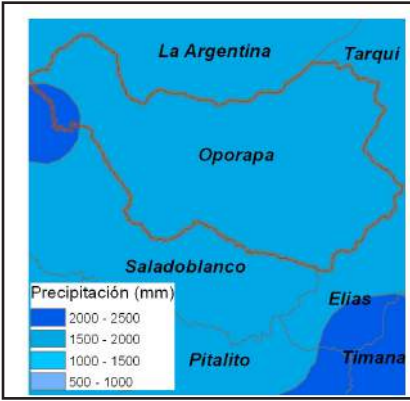 La Argentina
Tarqui
Oporapa
Saladoblanco
Elias
Pitalito
Timana
Precipitación (mm)
2000 - 2500
1500 - 2000
1000 - 1500
500 - 1000